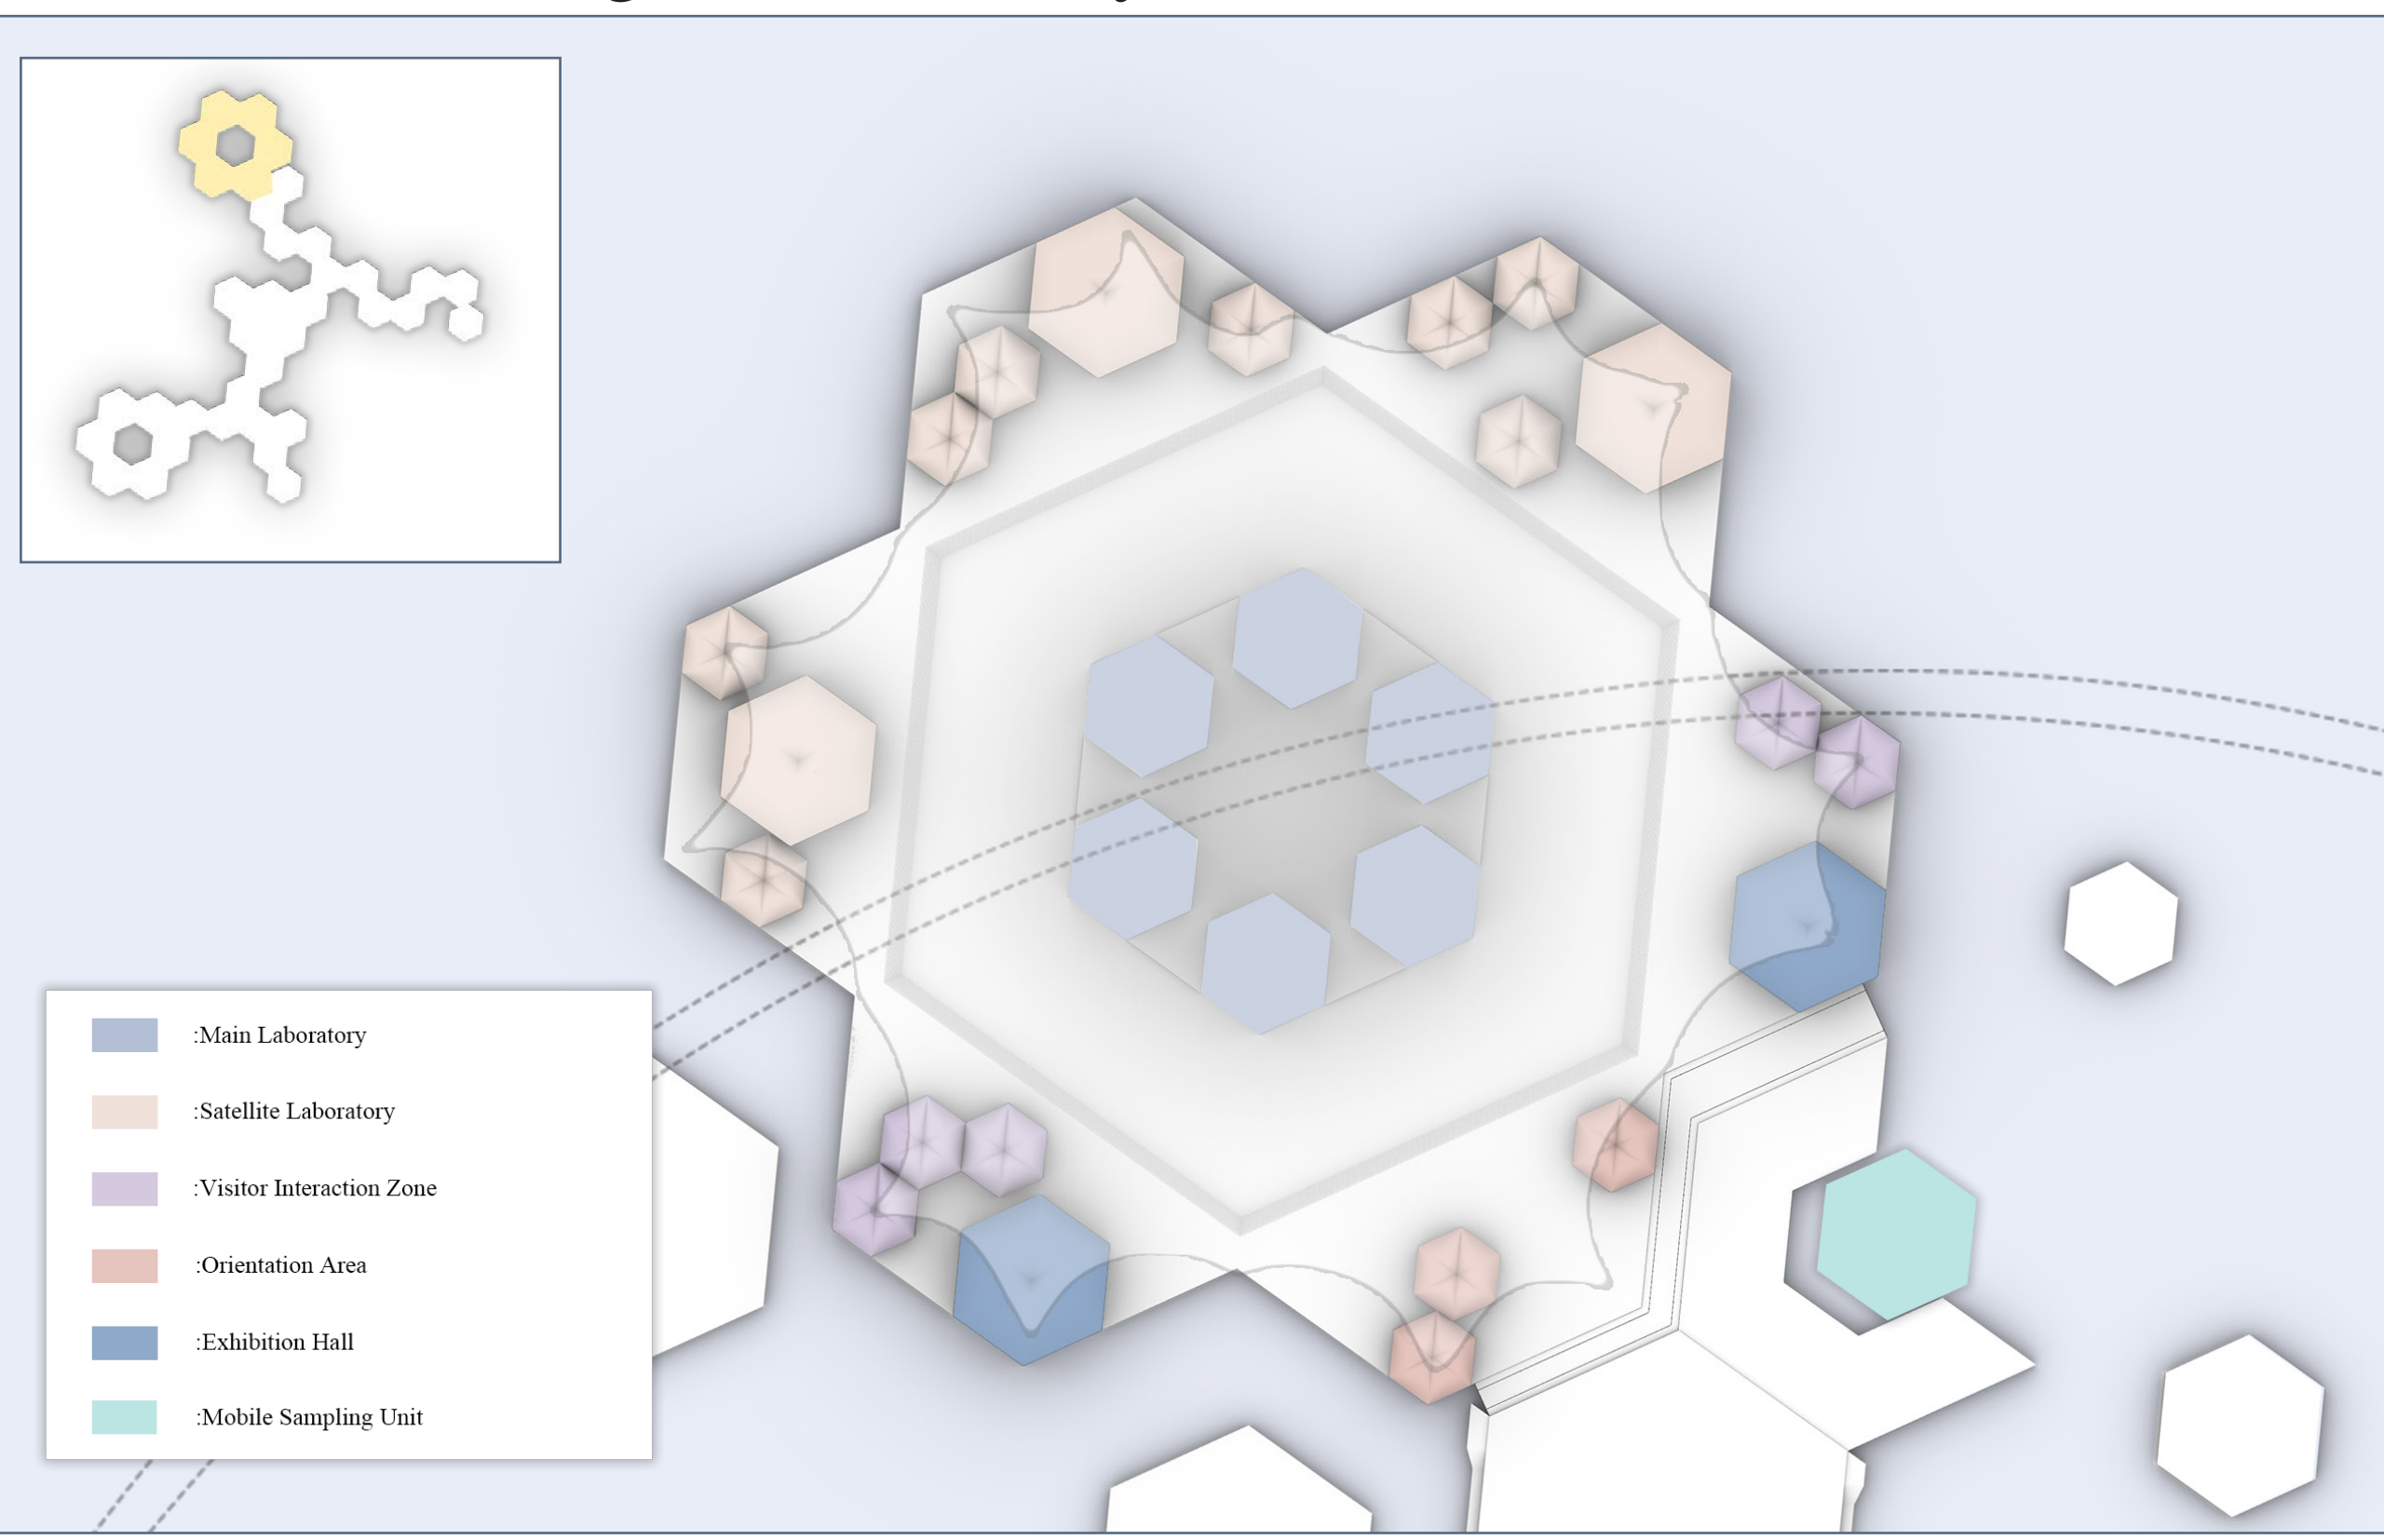 :Main Laboratory
:Satellite Laboratory
:Visitor Interaction Zone
:Orientation Area
:Exhibition Hall
:Mobile Sampling Unit